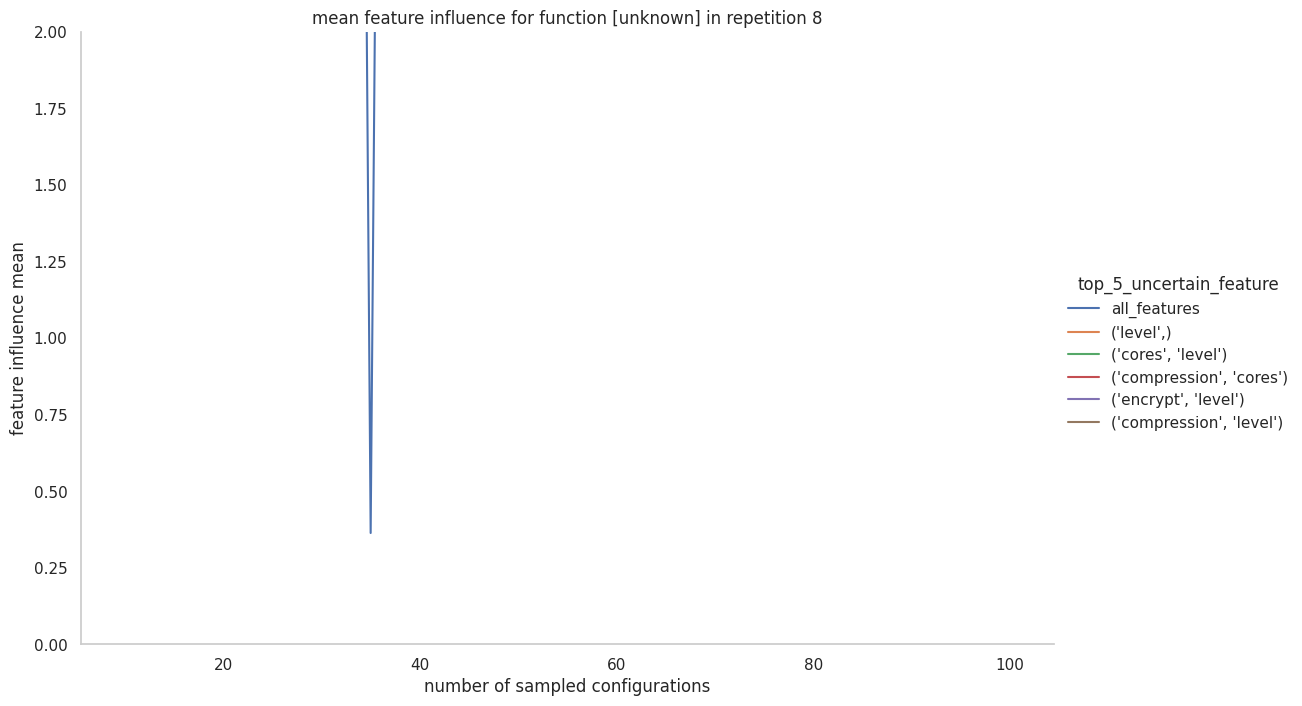 mean feature influence for function [unknown] in repetition 8
2.00
1.75
1.50
1.25
1.00
0.75
0.50
0.25
0.00
feature influence mean
20 40 60 80 100
number of sampled configurations
top_5_uncertain_feature
all_features
('level',)
('cores', 'level')
('compression', 'cores')
('encrypt', 'level')
('compression', 'level')